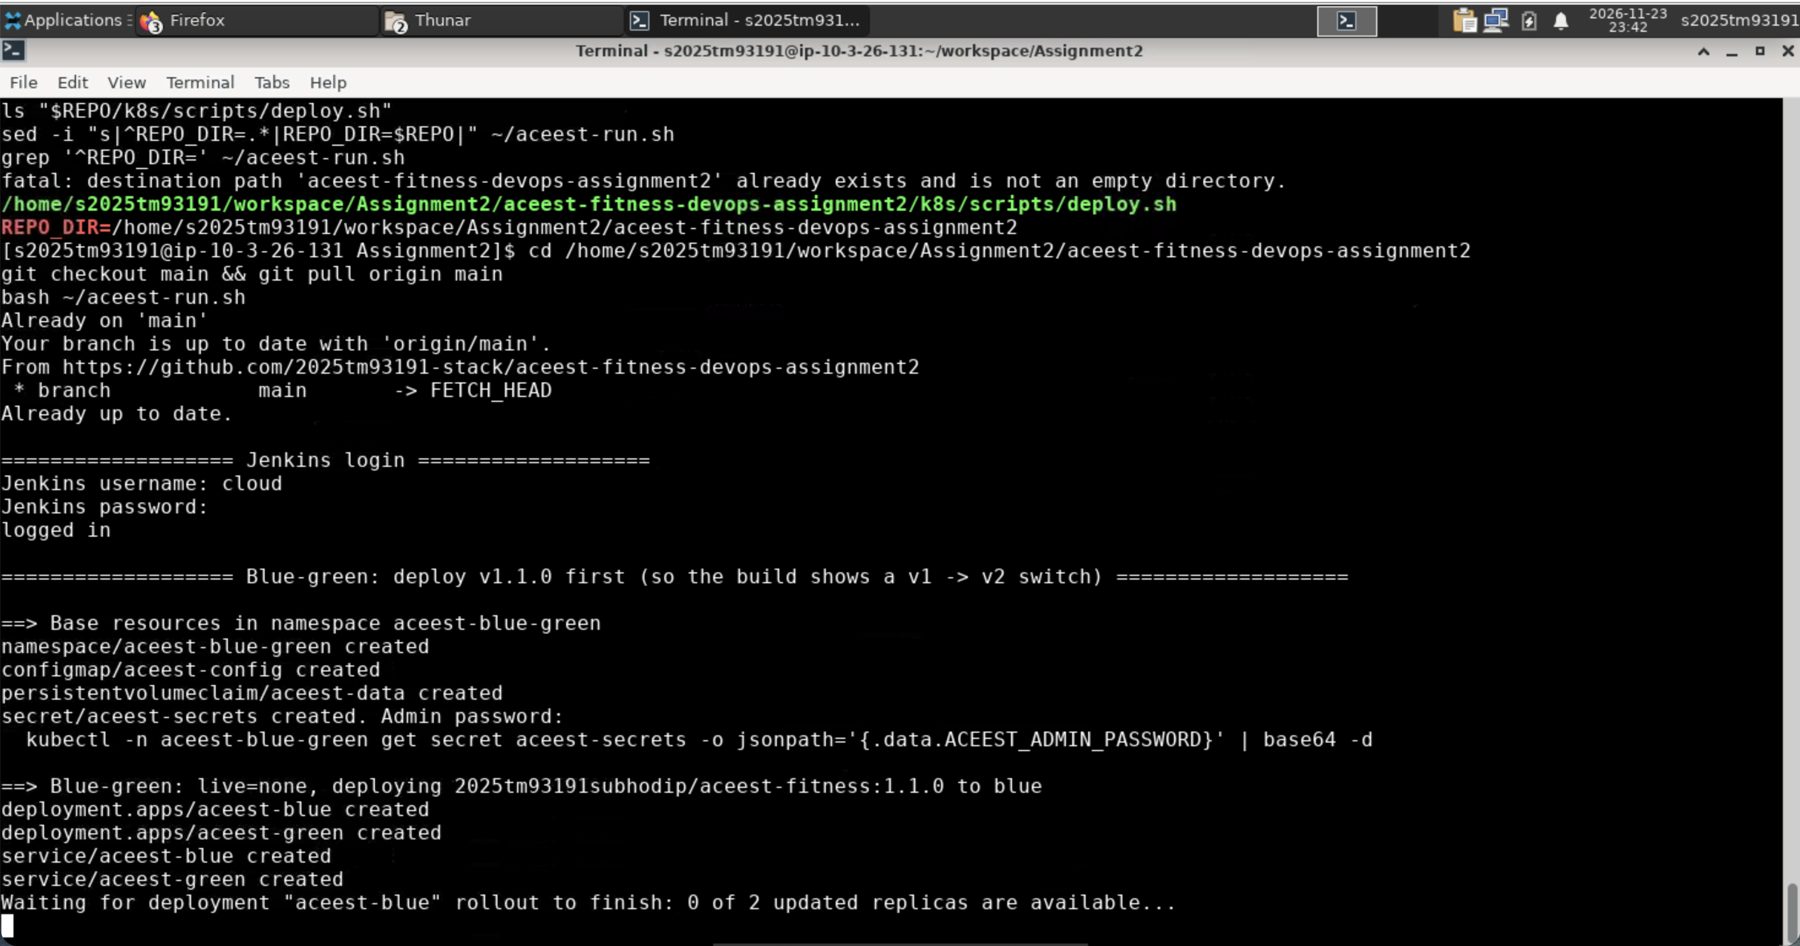 Applications
3
Firefox
2
Thunar
Terminal - s2025tm931...
2026-11-23
23:42
s2025tm93191
Terminal - s2025tm93191@ip-10-3-26-131:~/workspace/Assignment2
File Edit View Terminal Tabs Help
ls "$REPO/k8s/scripts/deploy.sh"
sed -i "s|^REPO_DIR=.*|REPO_DIR=$REPO|" ~/aceest-run.sh
grep '^REPO_DIR=' ~/aceest-run.sh
fatal: destination path 'aceest-fitness-devops-assignment2' already exists and is not an empty directory.
/home/s2025tm93191/workspace/Assignment2/aceest-fitness-devops-assignment2/k8s/scripts/deploy.sh
REPO_DIR=/home/s2025tm93191/workspace/Assignment2/aceest-fitness-devops-assignment2
[s2025tm93191@ip-10-3-26-131 Assignment2]$ cd /home/s2025tm93191/workspace/Assignment2/aceest-fitness-devops-assignment2
git checkout main && git pull origin main
bash ~/aceest-run.sh
Already on 'main'
Your branch is up to date with 'origin/main'.
From https://github.com/2025tm93191-stack/aceest-fitness-devops-assignment2
 * branch            main       -> FETCH_HEAD
Already up to date.
=================== Jenkins login ===================
Jenkins username: cloud
Jenkins password:
logged in
=================== Blue-green: deploy v1.1.0 first (so the build shows a v1 -> v2 switch) ===================
==> Base resources in namespace aceest-blue-green
namespace/aceest-blue-green created
configmap/aceest-config created
persistentvolumeclaim/aceest-data created
secret/aceest-secrets created. Admin password:
  kubectl -n aceest-blue-green get secret aceest-secrets -o jsonpath='{.data.ACEEST_ADMIN_PASSWORD}' | base64 -d
==> Blue-green: live=none, deploying 2025tm93191subhodip/aceest-fitness:1.1.0 to blue
deployment.apps/aceest-blue created
deployment.apps/aceest-green created
service/aceest-blue created
service/aceest-green created
Waiting for deployment "aceest-blue" rollout to finish: 0 of 2 updated replicas are available...